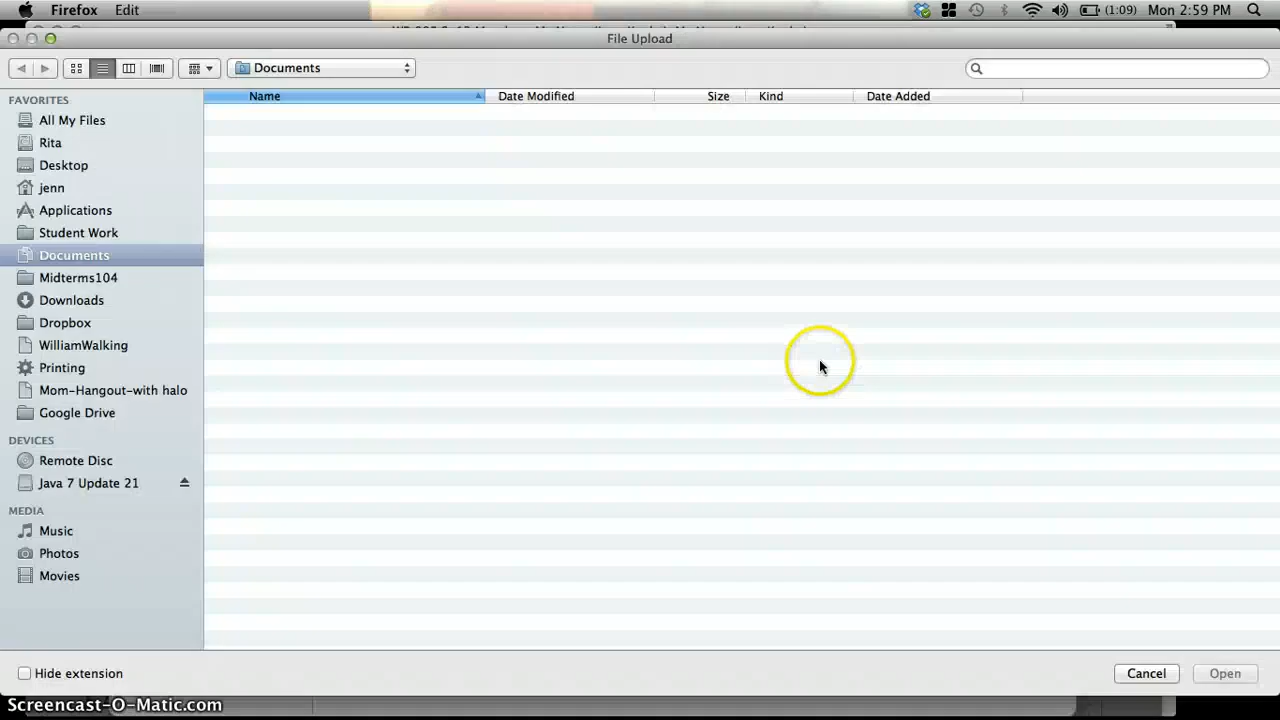 Firefox Edit (1:09) Mon 2:59 PM
File Upload
Documents
FAVORITES
Name Date Modified Size Kind Date Added
All My Files
Rita
Desktop
jenn
Applications
Student Work
Documents
Midterms104
Downloads
Dropbox
WilliamWalking
Printing
Mom-Hangout-with halo
Google Drive
DEVICES
Remote Disc
Java 7 Update 21
MEDIA
Music
Photos
Movies
Hide extension Cancel Open
Screencast-O-Matic.com